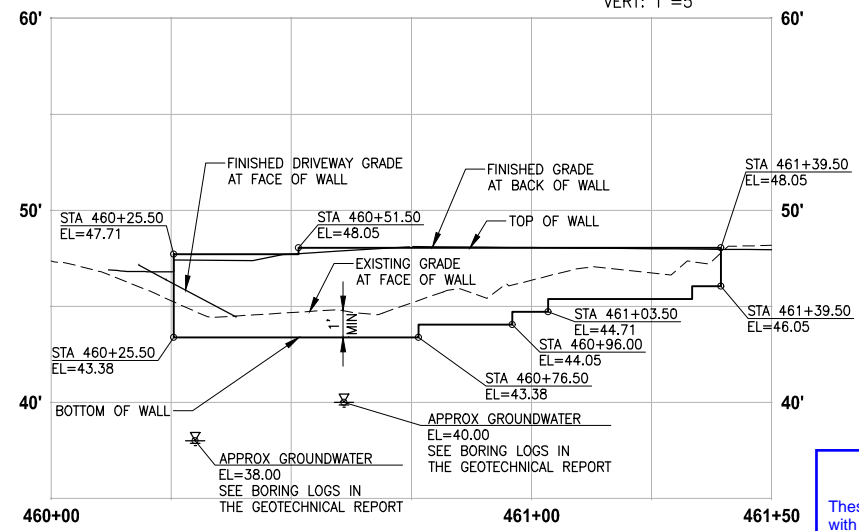 VERT: 1"=5'
60'
60'
FINISHED DRIVEWAY GRADE
AT FACE OF WALL
FINISHED GRADE
AT BACK OF WALL
STA 461+39.50
EL=48.05
50'
50'
STA 460+25.50
EL=47.71
STA 460+51.50
EL=48.05
TOP OF WALL
EXISTING GRADE
AT FACE OF WALL
1'
MIN
STA 461+03.50
EL=44.71
STA 461+39.50
EL=46.05
STA 460+96.00
EL=44.05
STA 460+25.50
EL=43.38
STA 460+76.50
EL=43.38
40'
BOTTOM OF WALL
40'
APPROX GROUNDWATER
EL=40.00
SEE BORING LOGS IN
THE GEOTECHNICAL REPORT
APPROX GROUNDWATER
EL=38.00
SEE BORING LOGS IN
THE GEOTECHNICAL REPORT
These
with
460+00
461+00
461+50